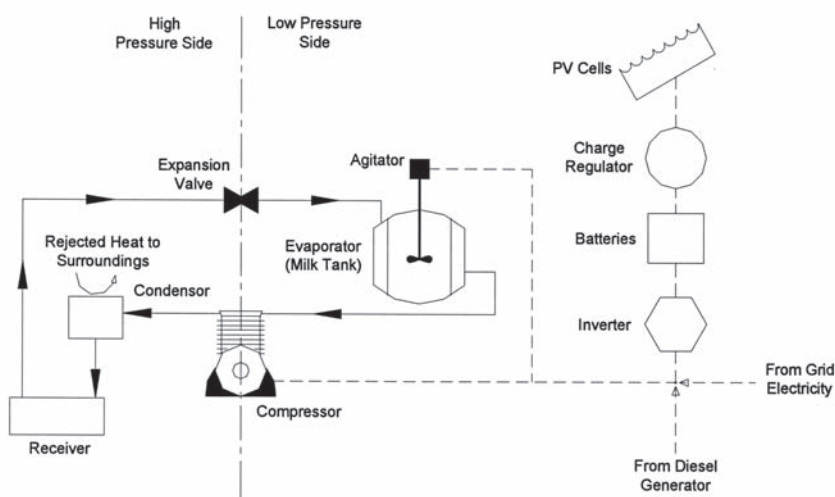 High
Pressure Side
Low Pressure
Side
PV Cells
Charge
Regulator
Agitator
Expansion
Valve
Batteries
Rejected Heat to
Surroundings
Evaporator
(Milk Tank)
Condensor
Inverter
From Grid
Electricity
Compressor
Receiver
From Diesel
Generator